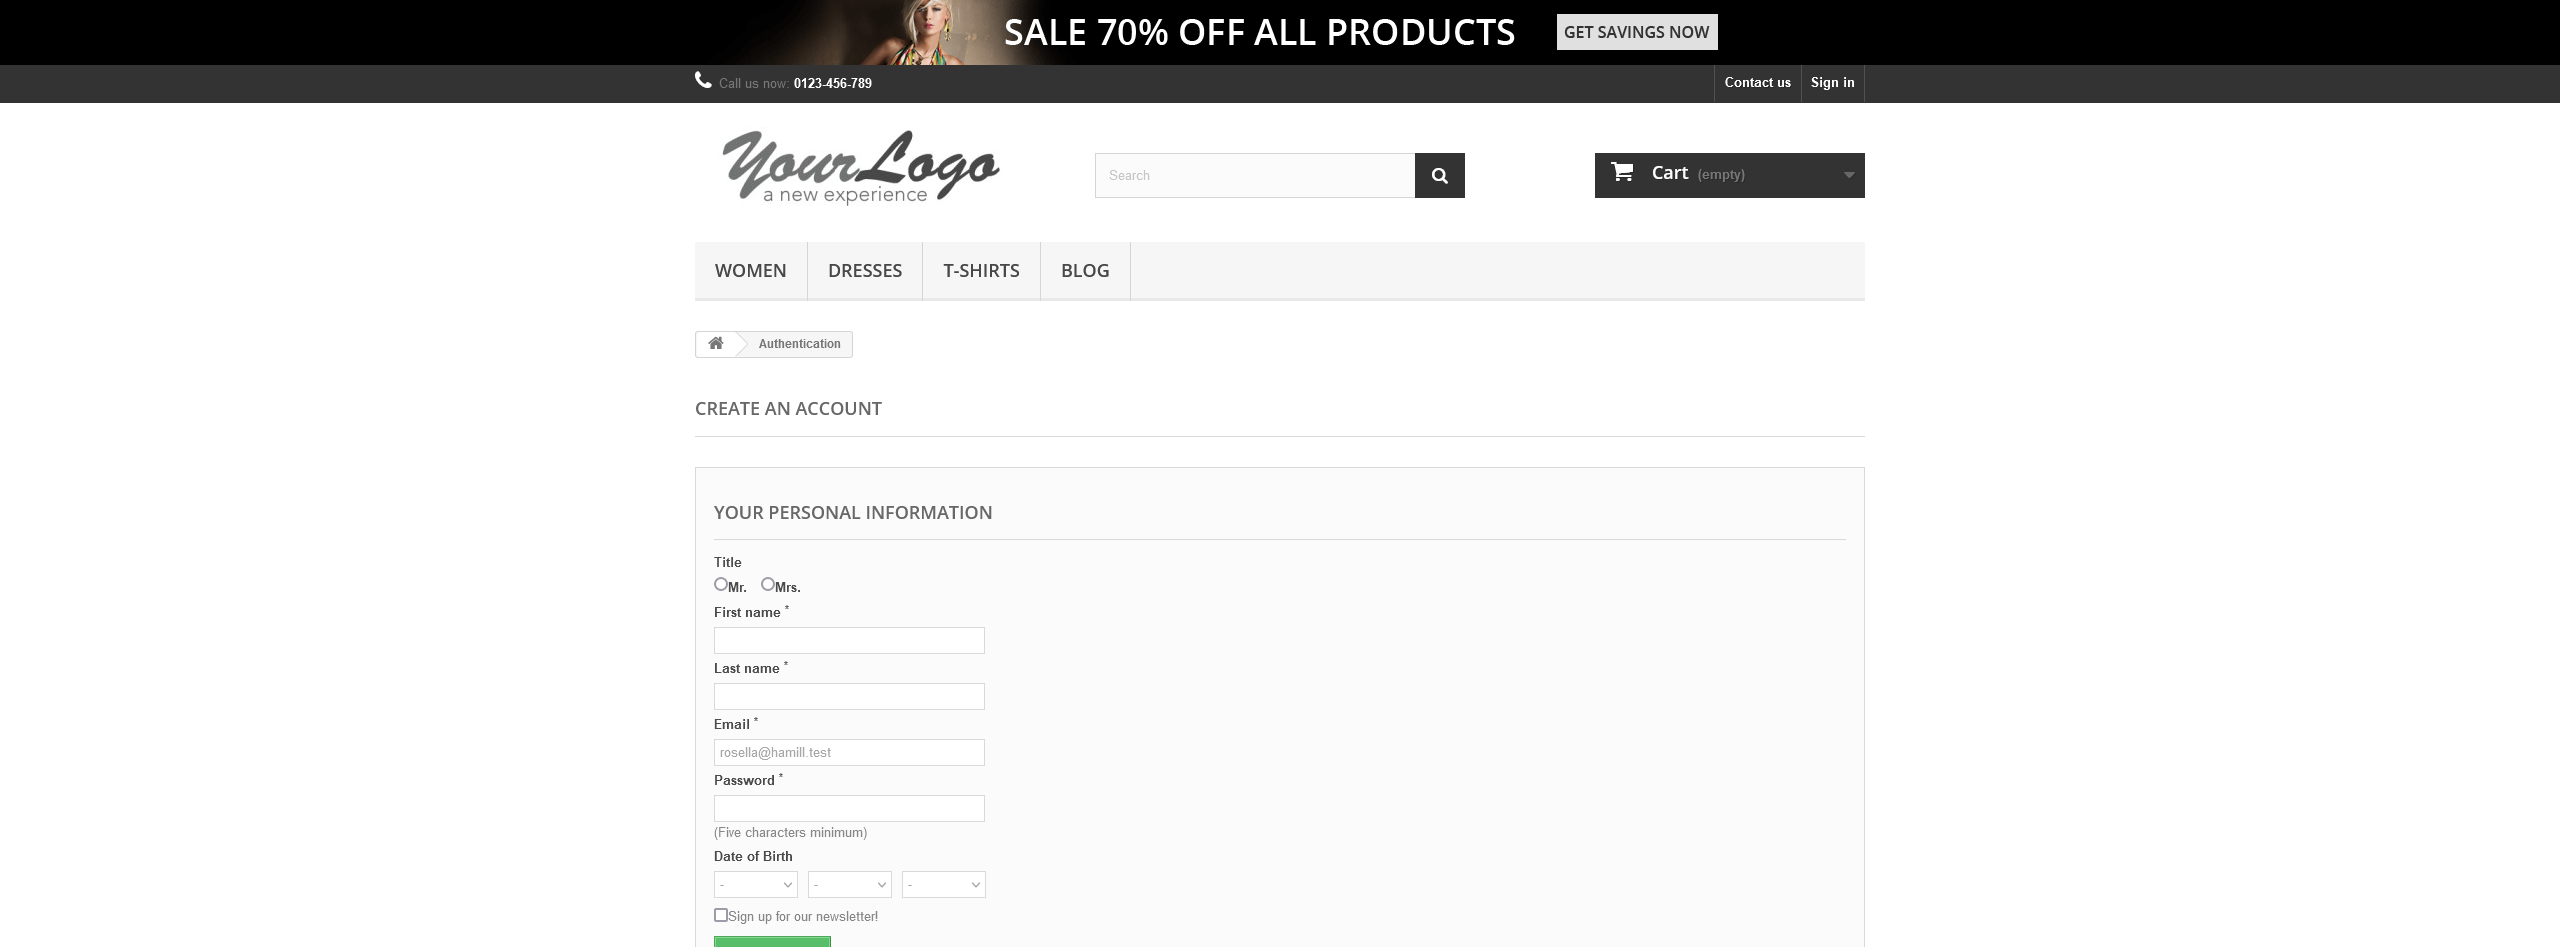 SALE 70% OFF ALL PRODUCTS GET SAVINGS NOW
Call us now: 0123-456-789 Contact us Sign in
YourLogo
a new experience
Search
Cart (empty)
WOMEN DRESSES T-SHIRTS BLOG
Authentication
CREATE AN ACCOUNT
YOUR PERSONAL INFORMATION
Title
Mr. Mrs.
First name *
Last name *
Email *
rosella@hamill.test
Password *
(Five characters minimum)
Date of Birth
- - -
Sign up for our newsletter!